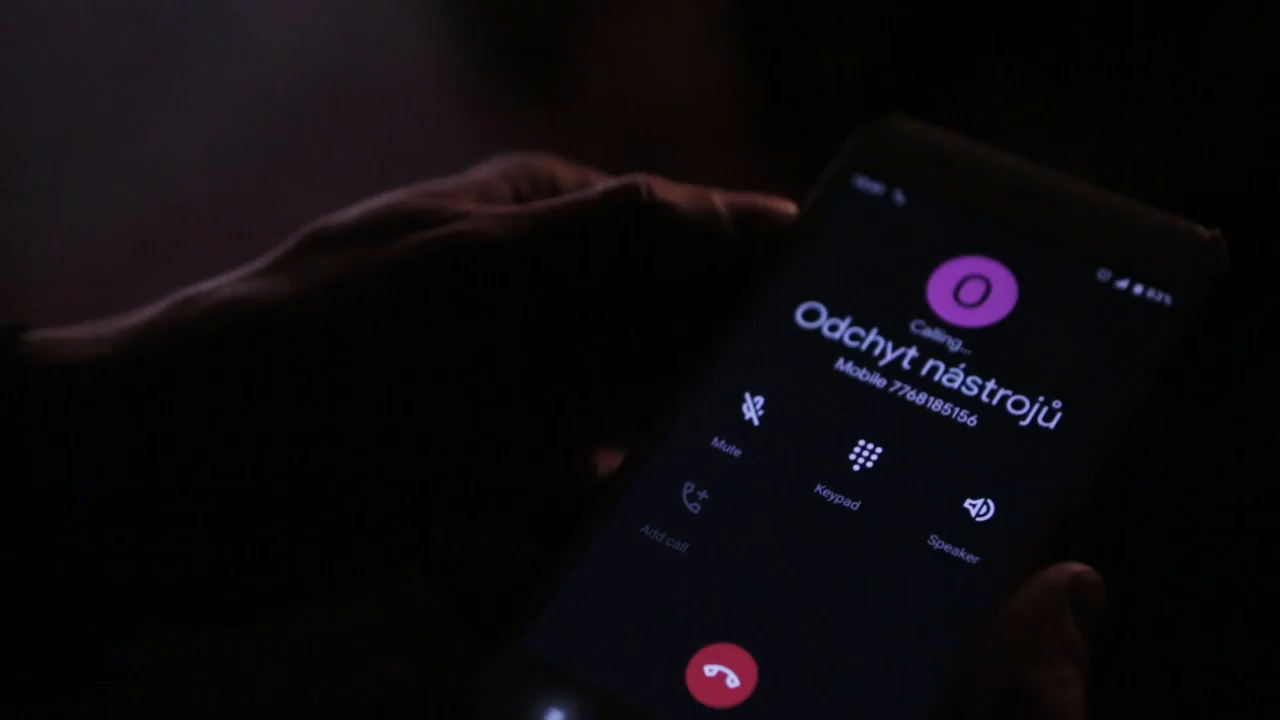 O
Calling...
Odchyt nástrojů
Mobile 7768185156
Mute
Keypad
Speaker
Add call